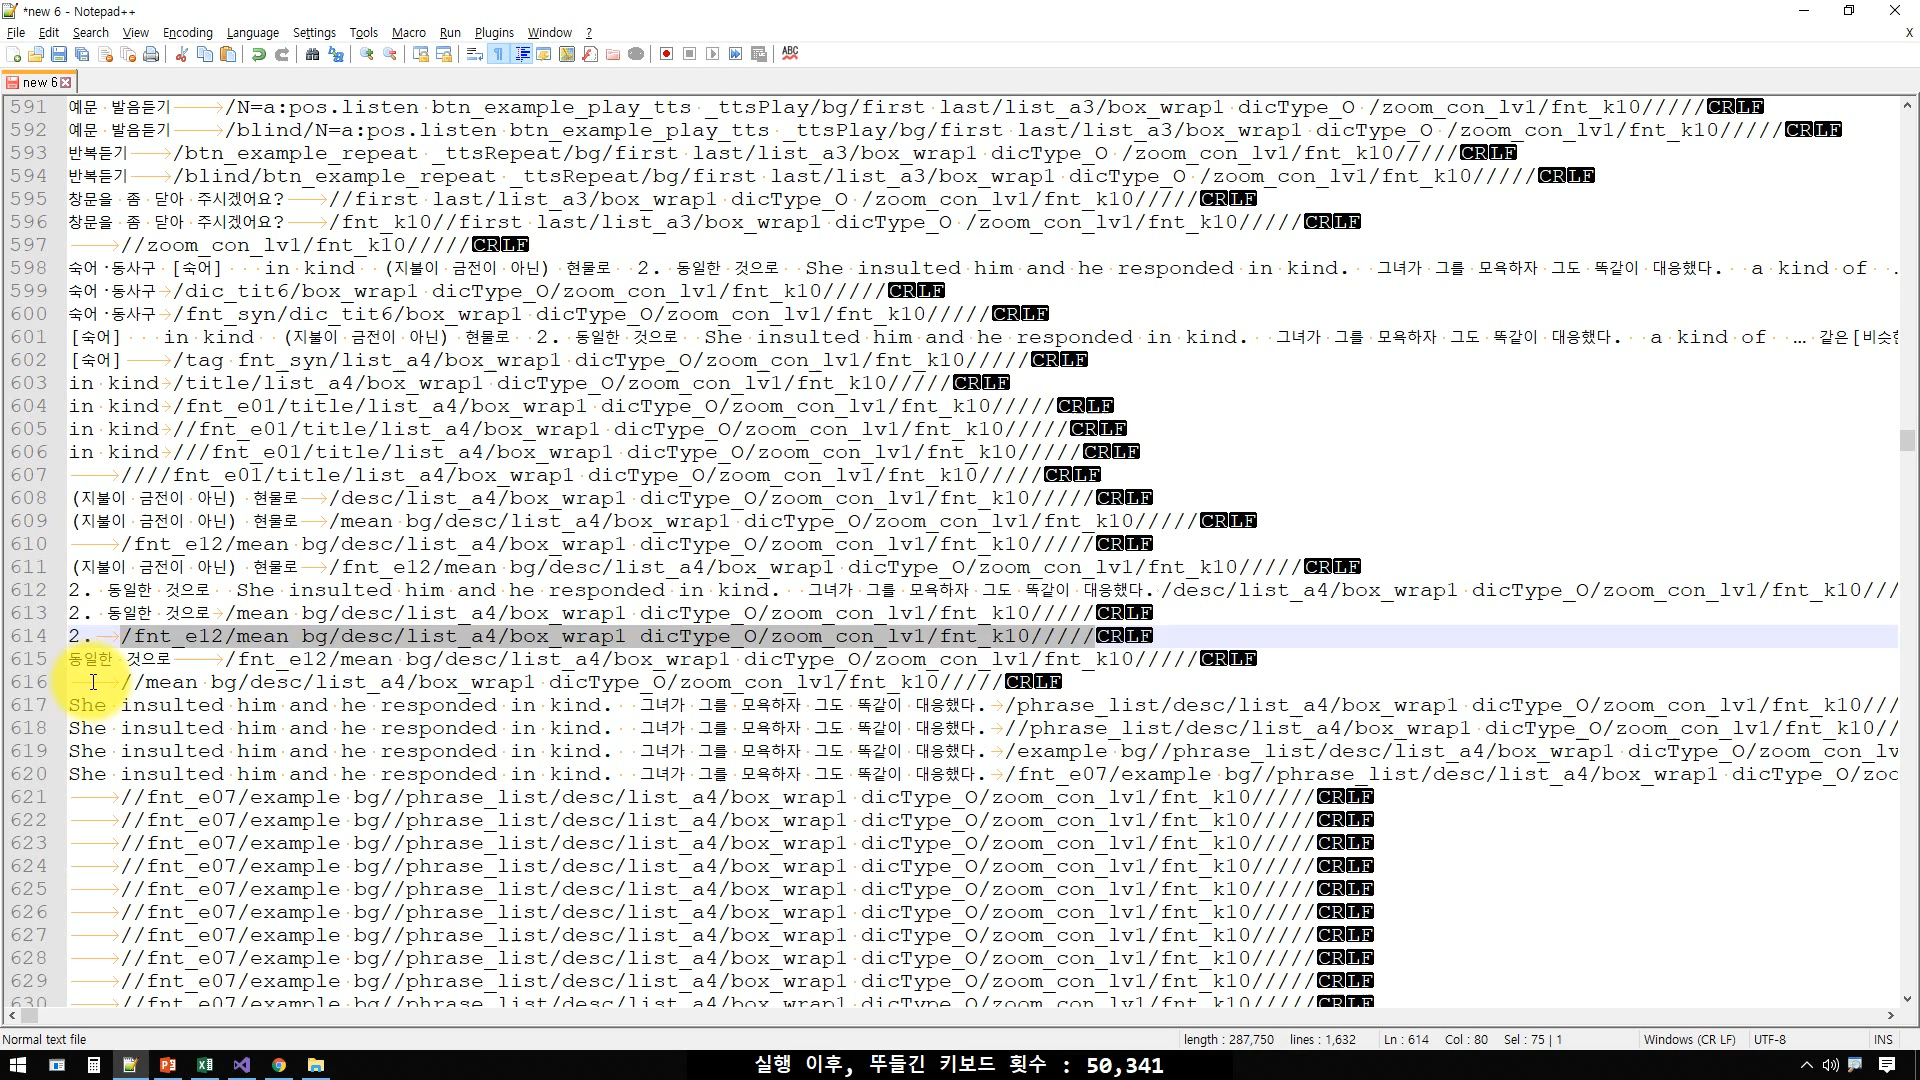 *new 6 - Notepad++
File Edit Search View Encoding Language Settings Tools Macro Run Plugins Window ? X
new 6
591 예문 발음듣기 /N=a:pos.listen btn_example_play_tts _ttsPlay/bg/first last/list_a3/box_wrap1 dicType_O /zoom_con_lv1/fnt_k10/////CRLF
592 예문 발음듣기 /blind/N=a:pos.listen btn_example_play_tts _ttsPlay/bg/first last/list_a3/box_wrap1 dicType_O /zoom_con_lv1/fnt_k10/////CRLF
593 반복듣기 /btn_example_repeat _ttsRepeat/bg/first last/list_a3/box_wrap1 dicType_O /zoom_con_lv1/fnt_k10/////CRLF
594 반복듣기 /blind/btn_example_repeat _ttsRepeat/bg/first last/list_a3/box_wrap1 dicType_O /zoom_con_lv1/fnt_k10/////CRLF
595 창문을 좀 닫아 주시겠어요? //first last/list_a3/box_wrap1 dicType_O /zoom_con_lv1/fnt_k10/////CRLF
596 창문을 좀 닫아 주시겠어요? /fnt_k10//first last/list_a3/box_wrap1 dicType_O /zoom_con_lv1/fnt_k10/////CRLF
597 //zoom_con_lv1/fnt_k10/////CRLF
598 숙어·동사구 [숙어] in kind (지불이 금전이 아닌) 현물로 2. 동일한 것으로 She insulted him and he responded in kind. 그녀가 그를 모욕하자 그도 똑같이 대응했다. a kind of .
599 숙어·동사구 /dic_tit6/box_wrap1 dicType_O/zoom_con_lv1/fnt_k10/////CRLF
600 숙어·동사구 /fnt_syn/dic_tit6/box_wrap1 dicType_O/zoom_con_lv1/fnt_k10/////CRLF
601 [숙어] in kind (지불이 금전이 아닌) 현물로 2. 동일한 것으로 She insulted him and he responded in kind. 그녀가 그를 모욕하자 그도 똑같이 대응했다. a kind of … 같은[비슷한
602 [숙어] /tag fnt_syn/list_a4/box_wrap1 dicType_O/zoom_con_lv1/fnt_k10/////CRLF
603 in kind /title/list_a4/box_wrap1 dicType_O/zoom_con_lv1/fnt_k10/////CRLF
604 in kind /fnt_e01/title/list_a4/box_wrap1 dicType_O/zoom_con_lv1/fnt_k10/////CRLF
605 in kind //fnt_e01/title/list_a4/box_wrap1 dicType_O/zoom_con_lv1/fnt_k10/////CRLF
606 in kind ///fnt_e01/title/list_a4/box_wrap1 dicType_O/zoom_con_lv1/fnt_k10/////CRLF
607 ////fnt_e01/title/list_a4/box_wrap1 dicType_O/zoom_con_lv1/fnt_k10/////CRLF
608 (지불이 금전이 아닌) 현물로 /desc/list_a4/box_wrap1 dicType_O/zoom_con_lv1/fnt_k10/////CRLF
609 (지불이 금전이 아닌) 현물로 /mean bg/desc/list_a4/box_wrap1 dicType_O/zoom_con_lv1/fnt_k10/////CRLF
610 /fnt_e12/mean bg/desc/list_a4/box_wrap1 dicType_O/zoom_con_lv1/fnt_k10/////CRLF
611 (지불이 금전이 아닌) 현물로 /fnt_e12/mean bg/desc/list_a4/box_wrap1 dicType_O/zoom_con_lv1/fnt_k10/////CRLF
612 2. 동일한 것으로 She insulted him and he responded in kind. 그녀가 그를 모욕하자 그도 똑같이 대응했다. /desc/list_a4/box_wrap1 dicType_O/zoom_con_lv1/fnt_k10///
613 2. 동일한 것으로 /mean bg/desc/list_a4/box_wrap1 dicType_O/zoom_con_lv1/fnt_k10/////CRLF
614 2. /fnt_e12/mean bg/desc/list_a4/box_wrap1 dicType_O/zoom_con_lv1/fnt_k10/////CRLF
615 동일한 것으로 /fnt_e12/mean bg/desc/list_a4/box_wrap1 dicType_O/zoom_con_lv1/fnt_k10/////CRLF
616 //mean bg/desc/list_a4/box_wrap1 dicType_O/zoom_con_lv1/fnt_k10/////CRLF
617 She insulted him and he responded in kind. 그녀가 그를 모욕하자 그도 똑같이 대응했다. /phrase_list/desc/list_a4/box_wrap1 dicType_O/zoom_con_lv1/fnt_k10///
618 She insulted him and he responded in kind. 그녀가 그를 모욕하자 그도 똑같이 대응했다. //phrase_list/desc/list_a4/box_wrap1 dicType_O/zoom_con_lv1/fnt_k10//
619 She insulted him and he responded in kind. 그녀가 그를 모욕하자 그도 똑같이 대응했다. /example bg//phrase_list/desc/list_a4/box_wrap1 dicType_O/zoom_con_lv
620 She insulted him and he responded in kind. 그녀가 그를 모욕하자 그도 똑같이 대응했다. /fnt_e07/example bg//phrase_list/desc/list_a4/box_wrap1 dicType_O/zoo
621 //fnt_e07/example bg//phrase_list/desc/list_a4/box_wrap1 dicType_O/zoom_con_lv1/fnt_k10/////CRLF
622 //fnt_e07/example bg//phrase_list/desc/list_a4/box_wrap1 dicType_O/zoom_con_lv1/fnt_k10/////CRLF
623 //fnt_e07/example bg//phrase_list/desc/list_a4/box_wrap1 dicType_O/zoom_con_lv1/fnt_k10/////CRLF
624 //fnt_e07/example bg//phrase_list/desc/list_a4/box_wrap1 dicType_O/zoom_con_lv1/fnt_k10/////CRLF
625 //fnt_e07/example bg//phrase_list/desc/list_a4/box_wrap1 dicType_O/zoom_con_lv1/fnt_k10/////CRLF
626 //fnt_e07/example bg//phrase_list/desc/list_a4/box_wrap1 dicType_O/zoom_con_lv1/fnt_k10/////CRLF
627 //fnt_e07/example bg//phrase_list/desc/list_a4/box_wrap1 dicType_O/zoom_con_lv1/fnt_k10/////CRLF
628 //fnt_e07/example bg//phrase_list/desc/list_a4/box_wrap1 dicType_O/zoom_con_lv1/fnt_k10/////CRLF
629 //fnt_e07/example bg//phrase_list/desc/list_a4/box_wrap1 dicType_O/zoom_con_lv1/fnt_k10/////CRLF
630 //fnt_e07/example bg//phrase_list/desc/list_a4/box_wrap1 dicType_O/zoom_con_lv1/fnt_k10/////CRLF
Normal text file length : 287,750 lines : 1,632 Ln : 614 Col : 80 Sel : 75 | 1 Windows (CR LF) UTF-8 INS
실행 이후, 뚜들긴 키보드 횟수 : 50,341